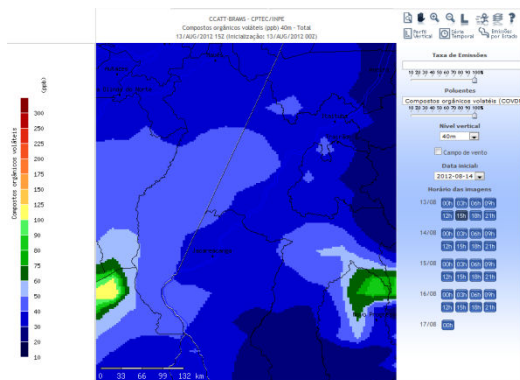 CCATT-BRAMS - CPTEC/INPE
Compostos orgânicos voláteis (ppb) 40m - Total
13/AUG/2012 15Z (Inicialização: 13/AUG/2012 00Z)
(ppb)
Compostos orgânicos voláteis
300
250
225
200
175
150
125
100
90
80
75
60
50
40
30
20
10
0 33 66 99 132 km
Perfil Vertical
Série Temporal
Emissões por Estado
Taxa de Emissões
10 20 30 40 50 60 70 80 90 100%
Poluentes
Compostos orgânicos volatéis (COVDM
10 20 30 40 50 60 70 80 90 100%
Nível vertical
40m
Campos de vento
Data inicial:
2012-08-14
Horário das imagens
13/08 00h 03h 06h 09h
12h 15h 18h 21h
14/08 00h 03h 06h 09h
12h 15h 18h 21h
15/08 00h 03h 06h 09h
12h 15h 18h 21h
16/08 00h 03h 06h 09h
12h 15h 18h 21h
17/08 00h